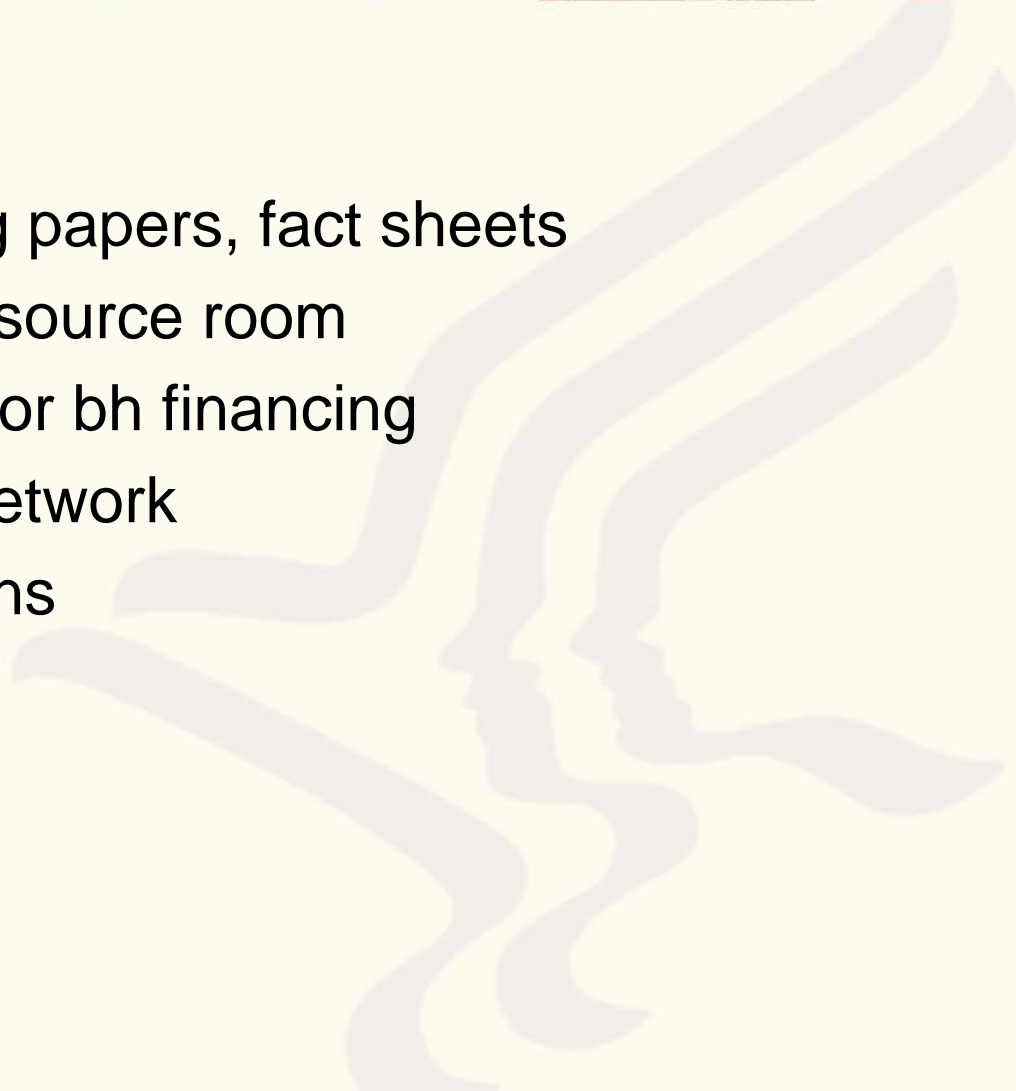 papers, fact sheets
source room
or bh financing
etwork
ns